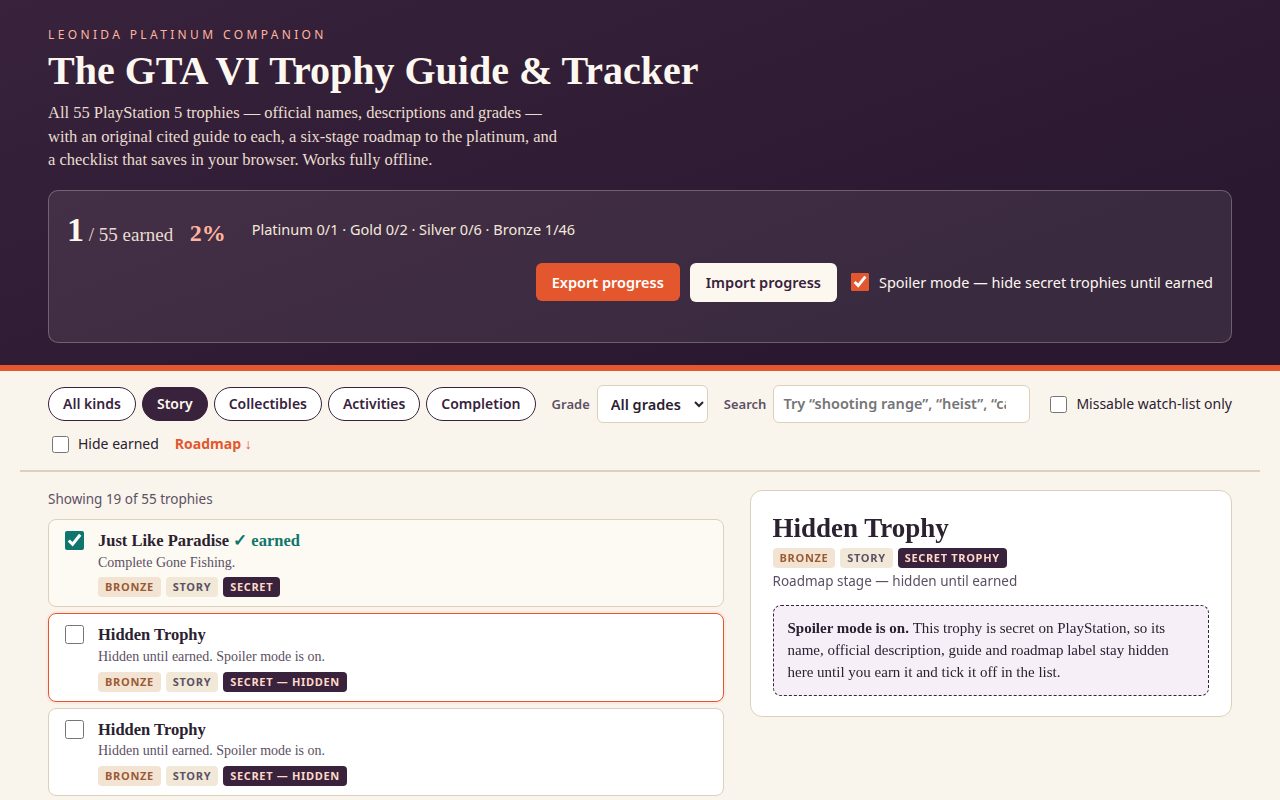 LEONIDA PLATINUM COMPANION
The GTA VI Trophy Guide & Tracker
All 55 PlayStation 5 trophies — official names, descriptions and grades —
with an original cited guide to each, a six-stage roadmap to the platinum, and
a checklist that saves in your browser. Works fully offline.
1 / 55 earned 2% Platinum 0/1 · Gold 0/2 · Silver 0/6 · Bronze 1/46
Export progress Import progress Spoiler mode — hide secret trophies until earned
All kinds Story Collectibles Activities Completion Grade All grades Search Try “shooting range”, “heist”, “ca Missable watch-list only
Hide earned Roadmap ↓
Showing 19 of 55 trophies
Just Like Paradise ✓ earned
Complete Gone Fishing.
BRONZE STORY SECRET
Hidden Trophy
Hidden until earned. Spoiler mode is on.
BRONZE STORY SECRET — HIDDEN
Hidden Trophy
Hidden until earned. Spoiler mode is on.
BRONZE STORY SECRET — HIDDEN
Hidden Trophy
BRONZE STORY SECRET TROPHY
Roadmap stage — hidden until earned
Spoiler mode is on. This trophy is secret on PlayStation, so its
name, official description, guide and roadmap label stay hidden
here until you earn it and tick it off in the list.